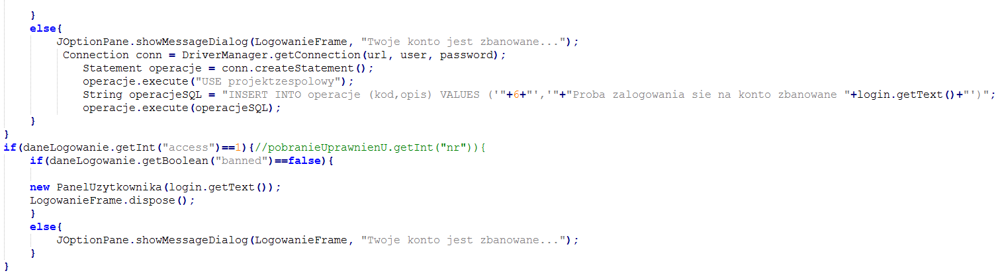 }
else{
JOptionPane.showMessageDialog(LogowanieFrame, "Twoje konto jest zbanowane...");
Connection conn = DriverManager.getConnection(url, user, password);
Statement operacje = conn.createStatement();
operacje.execute("USE projektzespolowy");
String operacjeSQL = "INSERT INTO operacje (kod,opis) VALUES ('"+6+"','"+"Proba zalogowania sie na konto zbanowane "+login.getText()+"')";
operacje.execute(operacjeSQL);
}
}
if(daneLogowanie.getInt("access")==1){//pobranieUprawnienU.getInt("nr")){
if(daneLogowanie.getBoolean("banned")==false){
new PanelUzytkownika(login.getText());
LogowanieFrame.dispose();
}
else{
JOptionPane.showMessageDialog(LogowanieFrame, "Twoje konto jest zbanowane...");
}
}